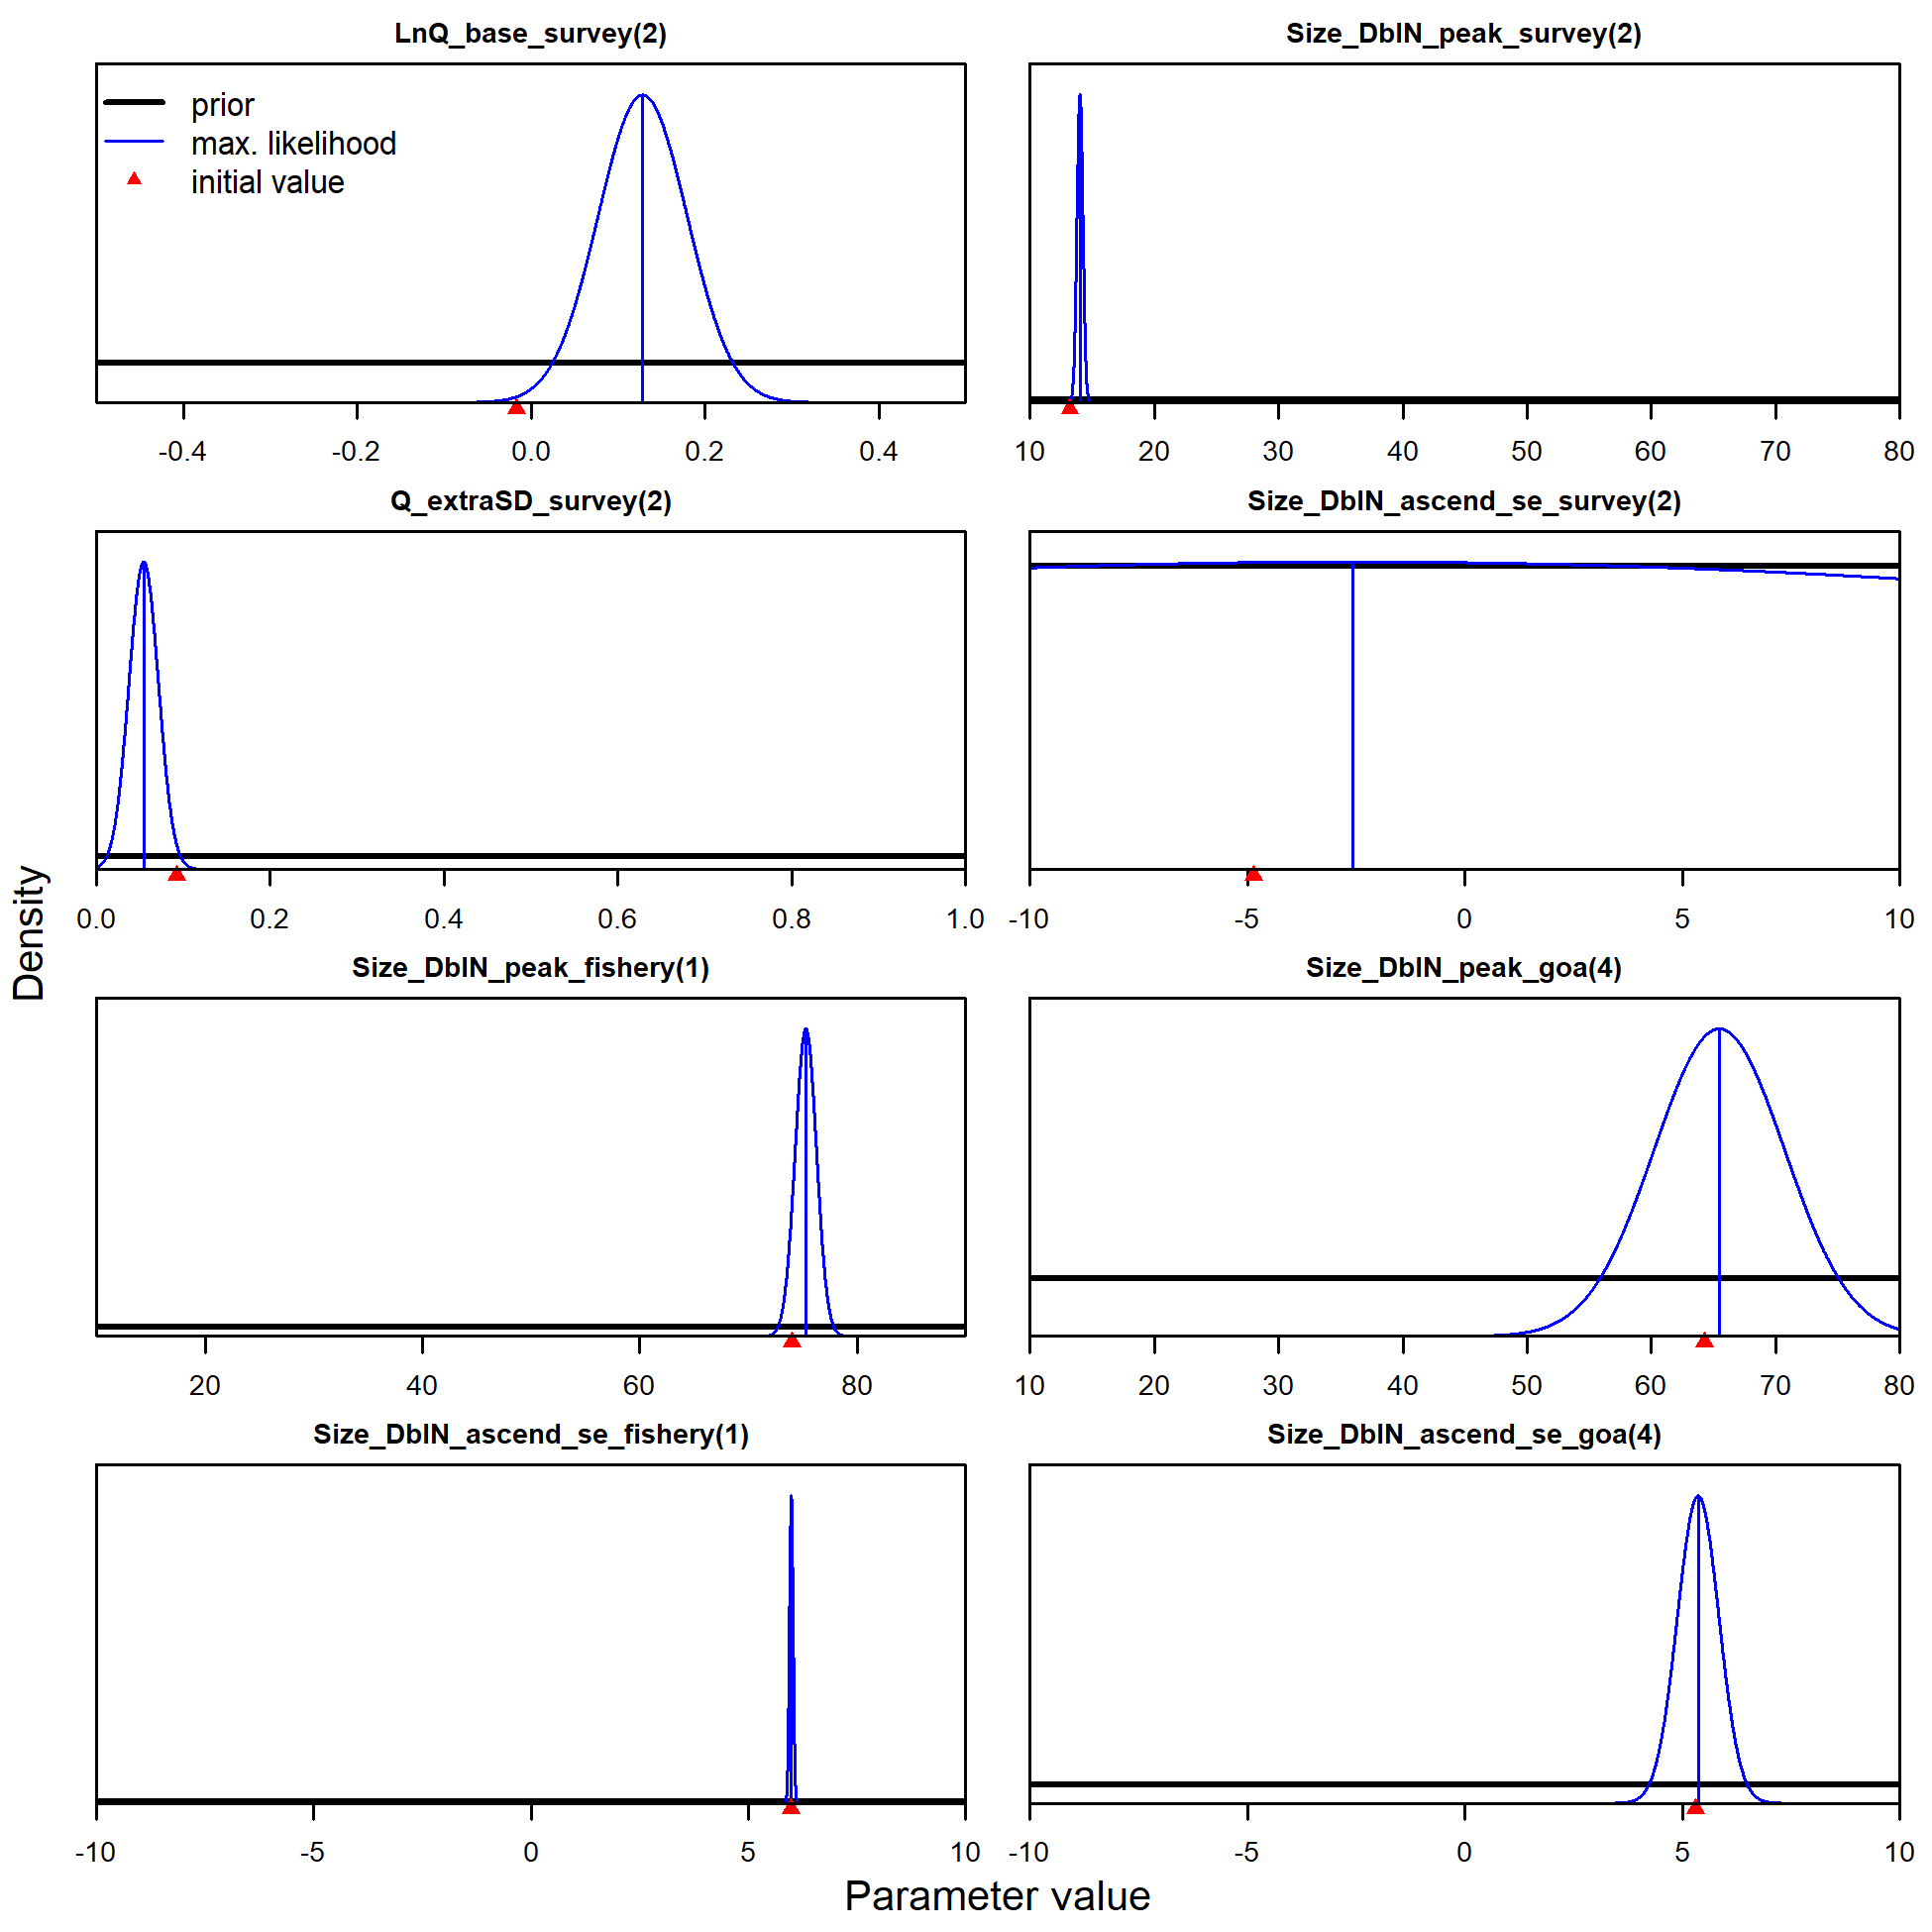 LnQ_base_survey(2)
prior
max. likelihood
initial value
-0.4 -0.2 0.0 0.2 0.4
Size_DblN_peak_survey(2)
10 20 30 40 50 60 70 80
Q_extraSD_survey(2)
0.0 0.2 0.4 0.6 0.8 1.0
Size_DblN_ascend_se_survey(2)
-10 -5 0 5 10
Size_DblN_peak_fishery(1)
20 40 60 80
Size_DblN_peak_goa(4)
10 20 30 40 50 60 70 80
Size_DblN_ascend_se_fishery(1)
-10 -5 0 5 10
Size_DblN_ascend_se_goa(4)
-10 -5 0 5 10
Density
Parameter value